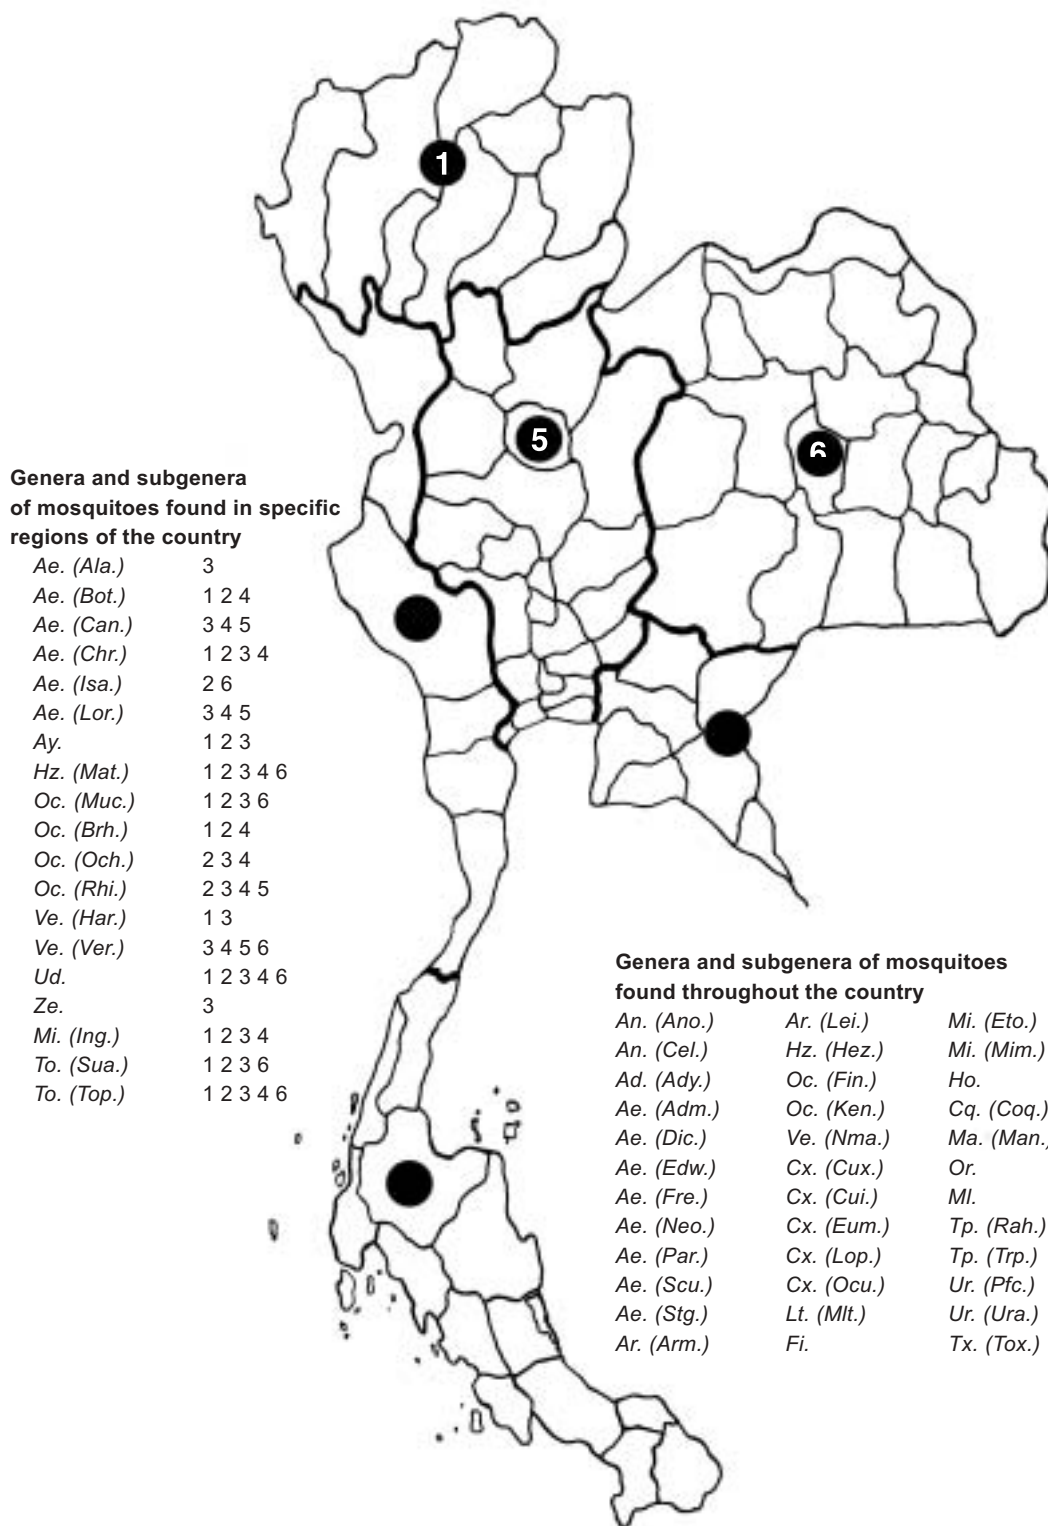 1
5
6
Genera and subgenera
of mosquitoes found in specific
regions of the country
Ae. (Ala.) 3
Ae. (Bot.) 1 2 4
Ae. (Can.) 3 4 5
Ae. (Chr.) 1 2 3 4
Ae. (Isa.) 2 6
Ae. (Lor.) 3 4 5
Ay. 1 2 3
Hz. (Mat.) 1 2 3 4 6
Oc. (Muc.) 1 2 3 6
Oc. (Brh.) 1 2 4
Oc. (Och.) 2 3 4
Oc. (Rhi.) 2 3 4 5
Ve. (Har.) 1 3
Ve. (Ver.) 3 4 5 6
Ud. 1 2 3 4 6
Ze. 3
Mi. (Ing.) 1 2 3 4
To. (Sua.) 1 2 3 6
To. (Top.) 1 2 3 4 6
Genera and subgenera of mosquitoes
found throughout the country
An. (Ano.) Ar. (Lei.) Mi. (Eto.)
An. (Cel.) Hz. (Hez.) Mi. (Mim.)
Ad. (Ady.) Oc. (Fin.) Ho.
Ae. (Adm.) Oc. (Ken.) Cq. (Coq.)
Ae. (Dic.) Ve. (Nma.) Ma. (Man.)
Ae. (Edw.) Cx. (Cux.) Or.
Ae. (Fre.) Cx. (Cui.) Ml.
Ae. (Neo.) Cx. (Eum.) Tp. (Rah.)
Ae. (Par.) Cx. (Lop.) Tp. (Trp.)
Ae. (Scu.) Cx. (Ocu.) Ur. (Pfc.)
Ae. (Stg.) Lt. (Mlt.) Ur. (Ura.)
Ar. (Arm.) Fi. Tx. (Tox.)